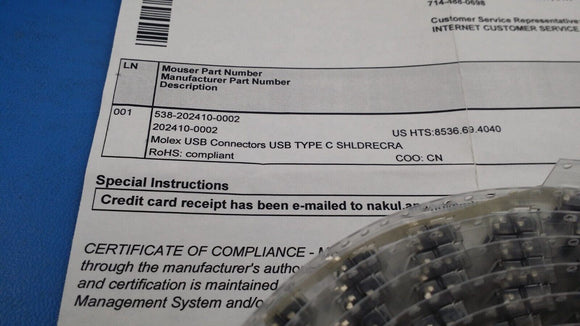 714-466-0698
Customer Service Representative
INTERNET CUSTOMER SERVICE
LN
Mouser Part Number
Manufacturer Part Number
Description
001
538-202410-0002
202410-0002
US HTS:8536.69.4040
Molex USB Connectors USB TYPE C SHLDRECRA
RoHS: compliant
COO: CN
Special Instructions
Credit card receipt has been e-mailed to nakul
CERTIFICATE OF COMPLIANCE -
through the manufacturer's
and certification is maintained
Management System and/o